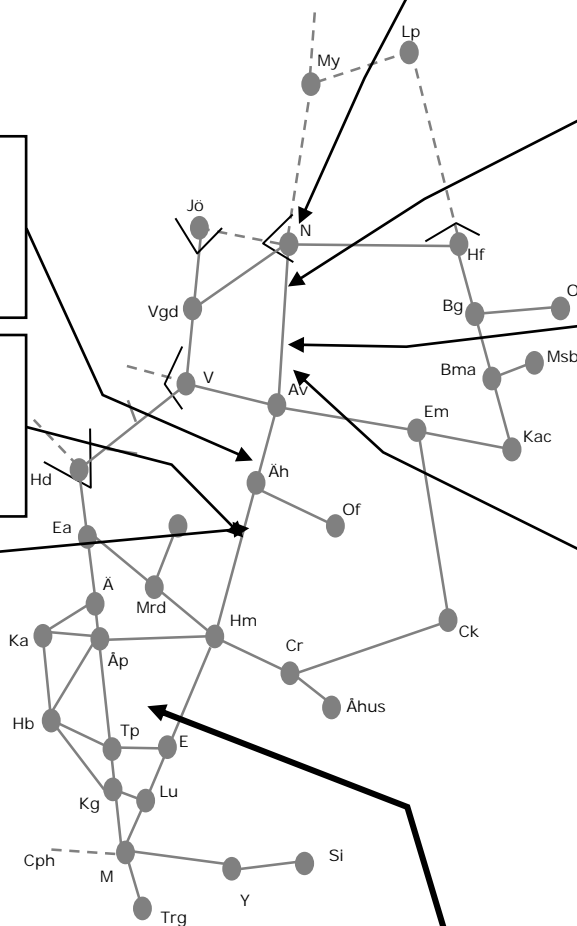 Lp
My
Jö
N
Hf
O
Vgd
Bg
Msb
Bma
V
Av
Em
Kac
Hd
Äh
Of
Ea
Ä
Mrd
Hm
Ck
Ka
Åp
Cr
Åhus
Hb
Tp
E
Kg
Lu
Cph
M
Si
Y
Trg